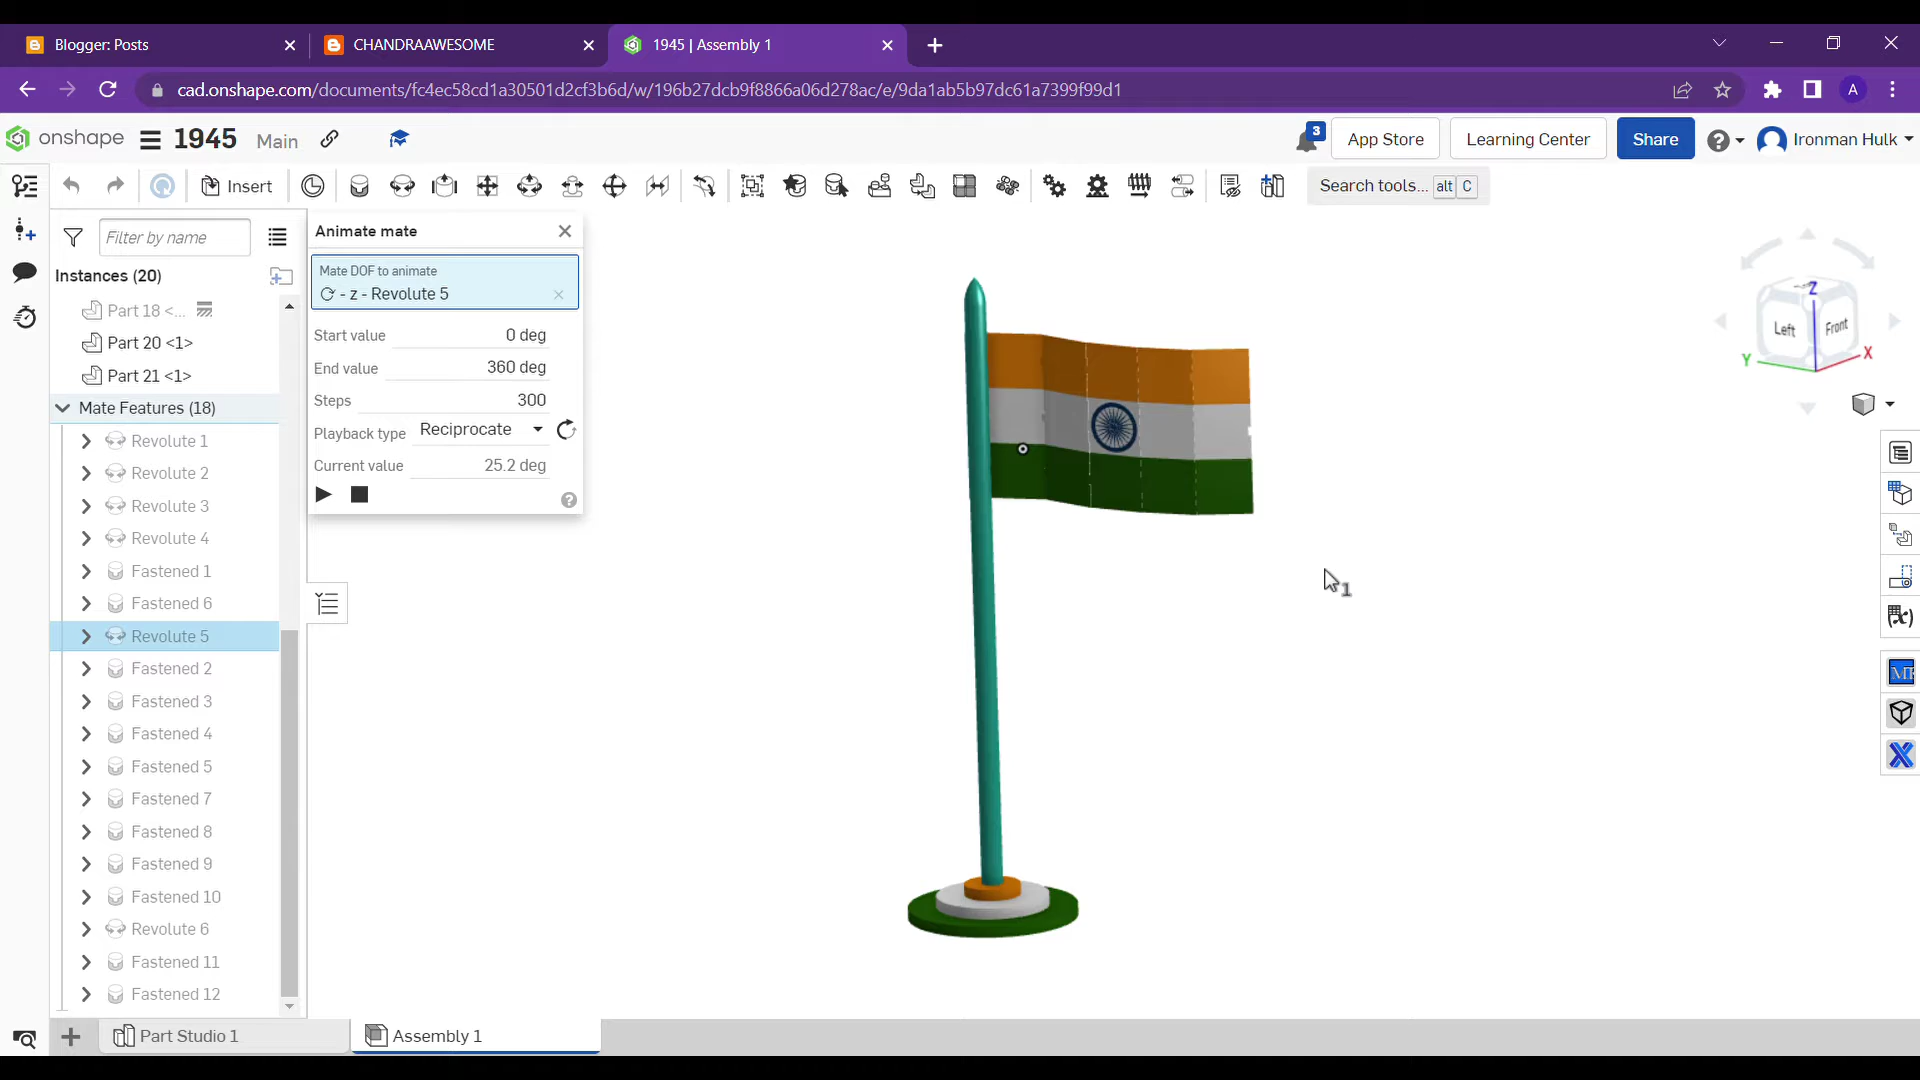 Blogger: Posts
CHANDRAAWESOME
1945 | Assembly 1
cad.onshape.com/documents/fc4ec58cd1a30501d2cf3b6d/w/196b27dcb9f8866a06d278ac/e/9da1ab5b97dc61a7399f99d1
A
onshape
1945
Main
3
App Store
Learning Center
Share
Ironman Hulk
Insert
Search tools... alt C
Filter by name
Instances (20)
Part 18 <...
Part 20 <1>
Part 21 <1>
Mate Features (18)
Revolute 1
Revolute 2
Revolute 3
Revolute 4
Fastened 1
Fastened 6
Revolute 5
Fastened 2
Fastened 3
Fastened 4
Fastened 5
Fastened 7
Fastened 8
Fastened 9
Fastened 10
Revolute 6
Fastened 11
Fastened 12
Animate mate
Mate DOF to animate
- z - Revolute 5
Start value 0 deg
End value 360 deg
Steps 300
Playback type Reciprocate
Current value 25.2 deg
Z
Left
Front
Y
X
1
Part Studio 1
Assembly 1